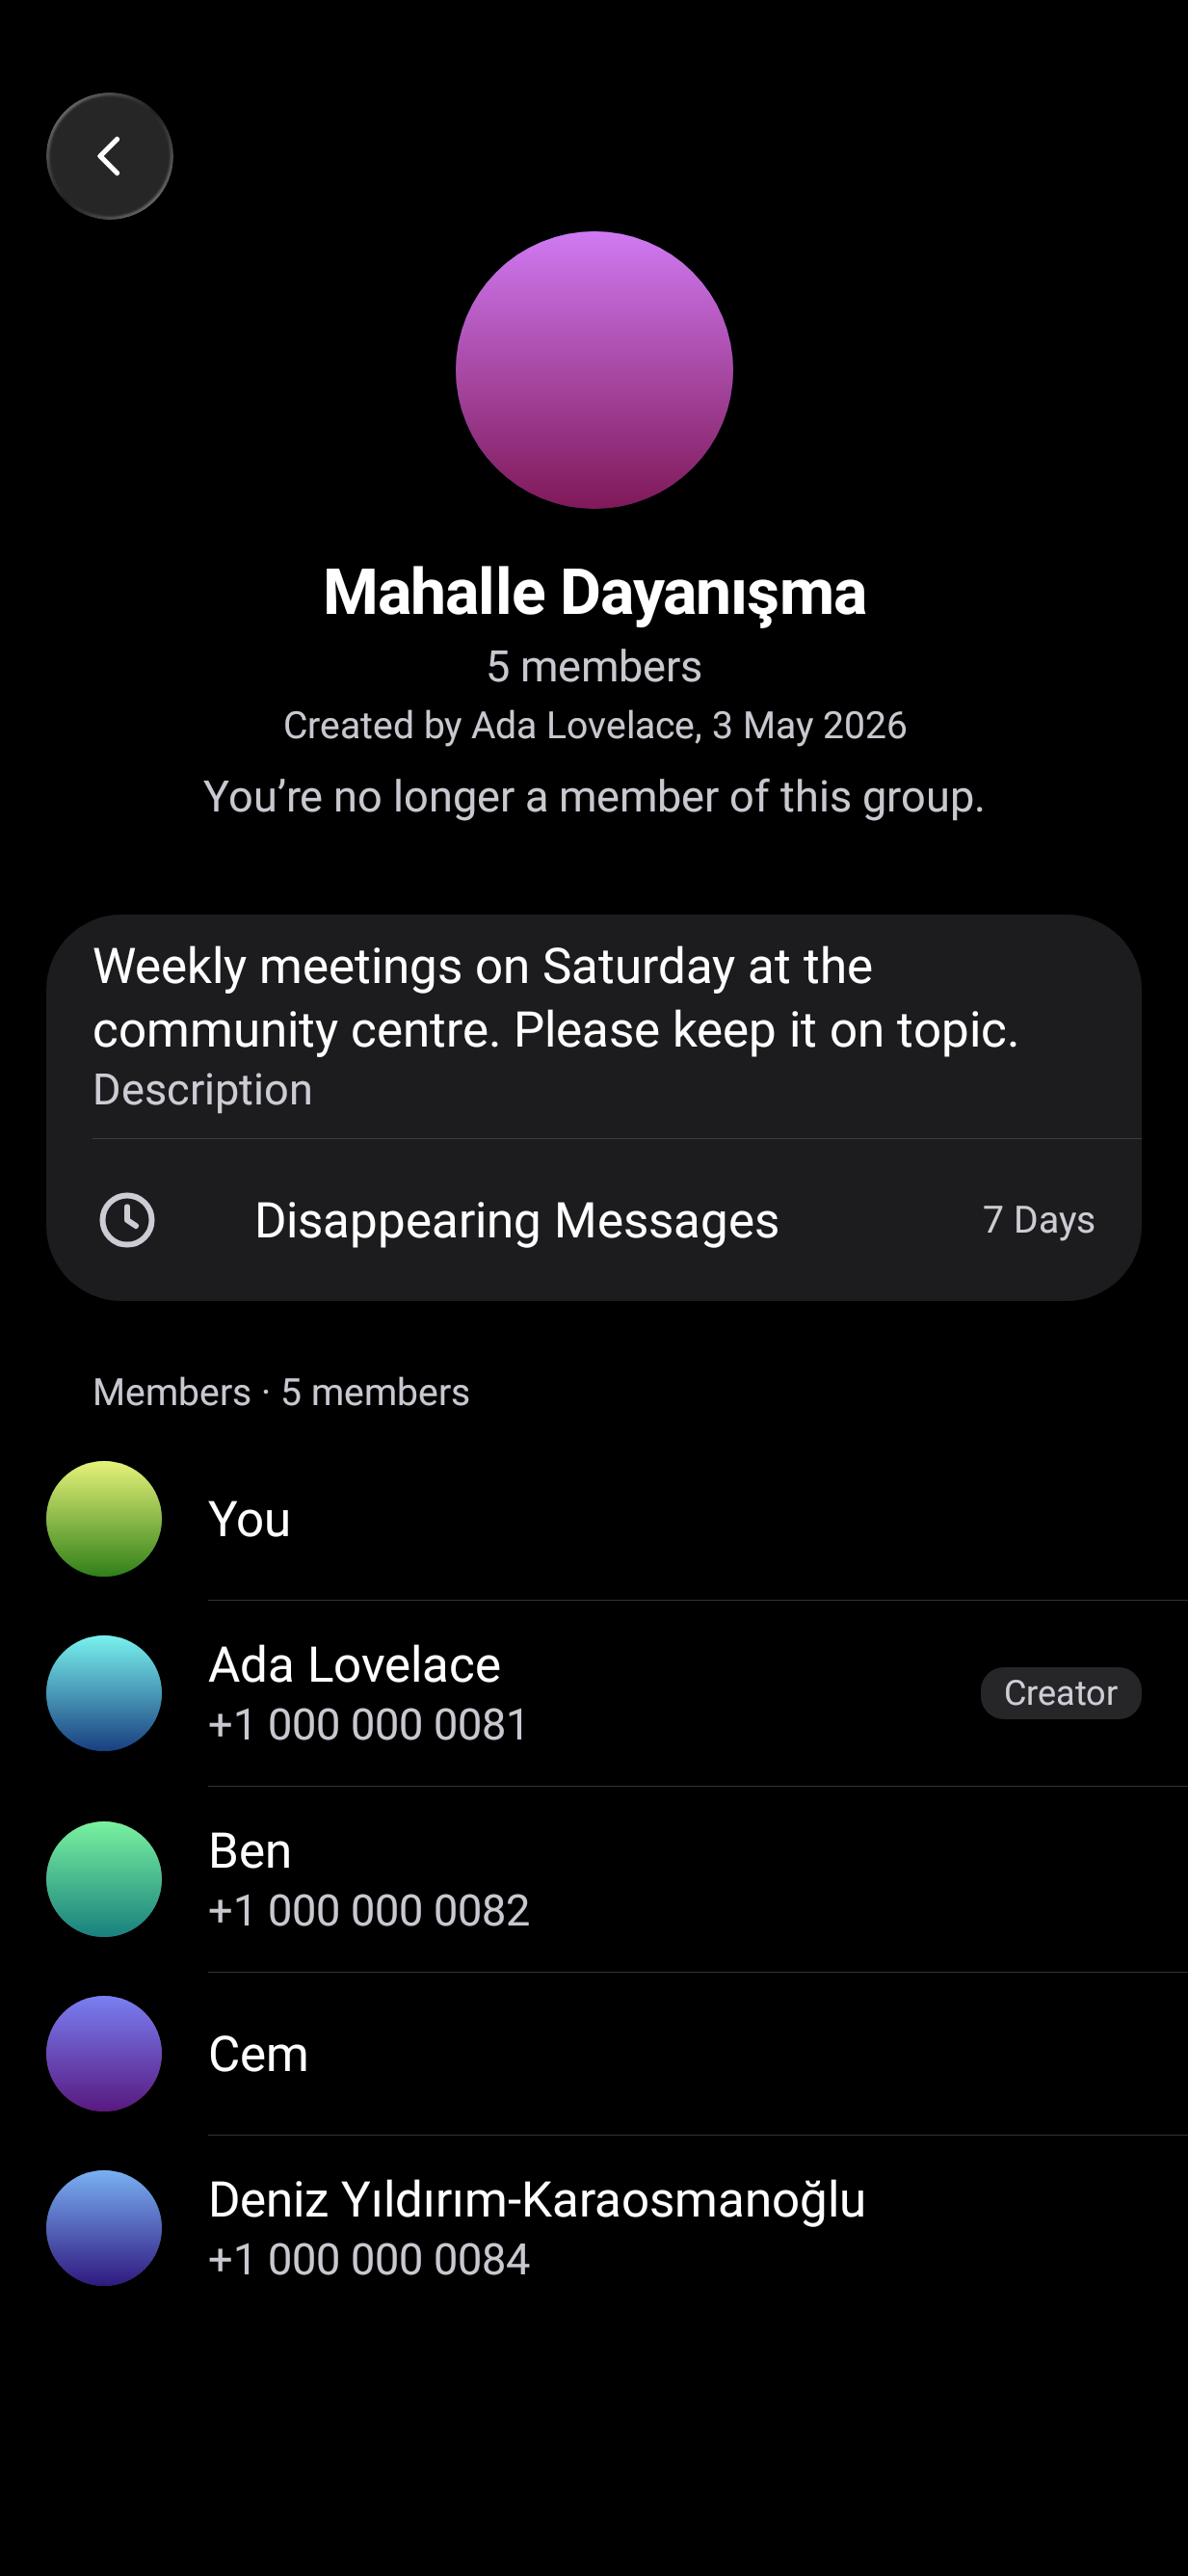 Mahalle Dayanışma
5 members
Created by Ada Lovelace, 3 May 2026
You’re no longer a member of this group.
Weekly meetings on Saturday at the
community centre. Please keep it on topic.
Description
Disappearing Messages
7 Days
Members · 5 members
You
Ada Lovelace
+1 000 000 0081
Creator
Ben
+1 000 000 0082
Cem
Deniz Yıldırım-Karaosmanoğlu
+1 000 000 0084